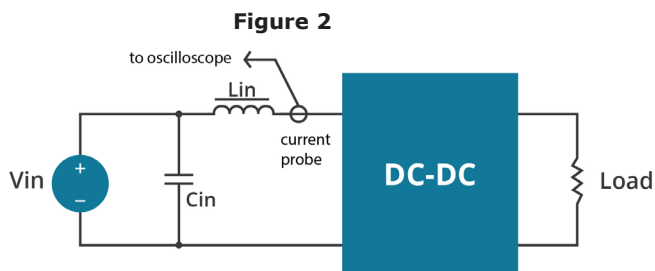 Figure 2
to oscilloscope
Lin
current
probe
Vin
+
−
Cin
DC-DC
Load